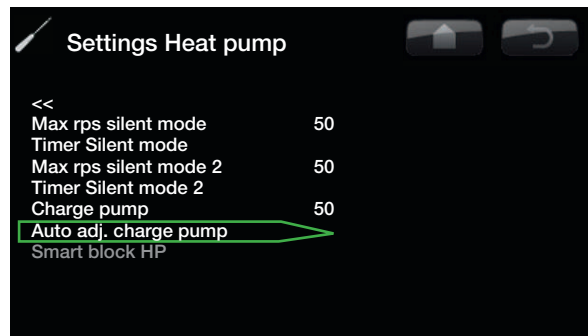 Settings Heat pump
<<
Max rps silent mode 50
Timer Silent mode
Max rps silent mode 2 50
Timer Silent mode 2
Charge pump 50
Auto adj. charge pump
Smart block HP